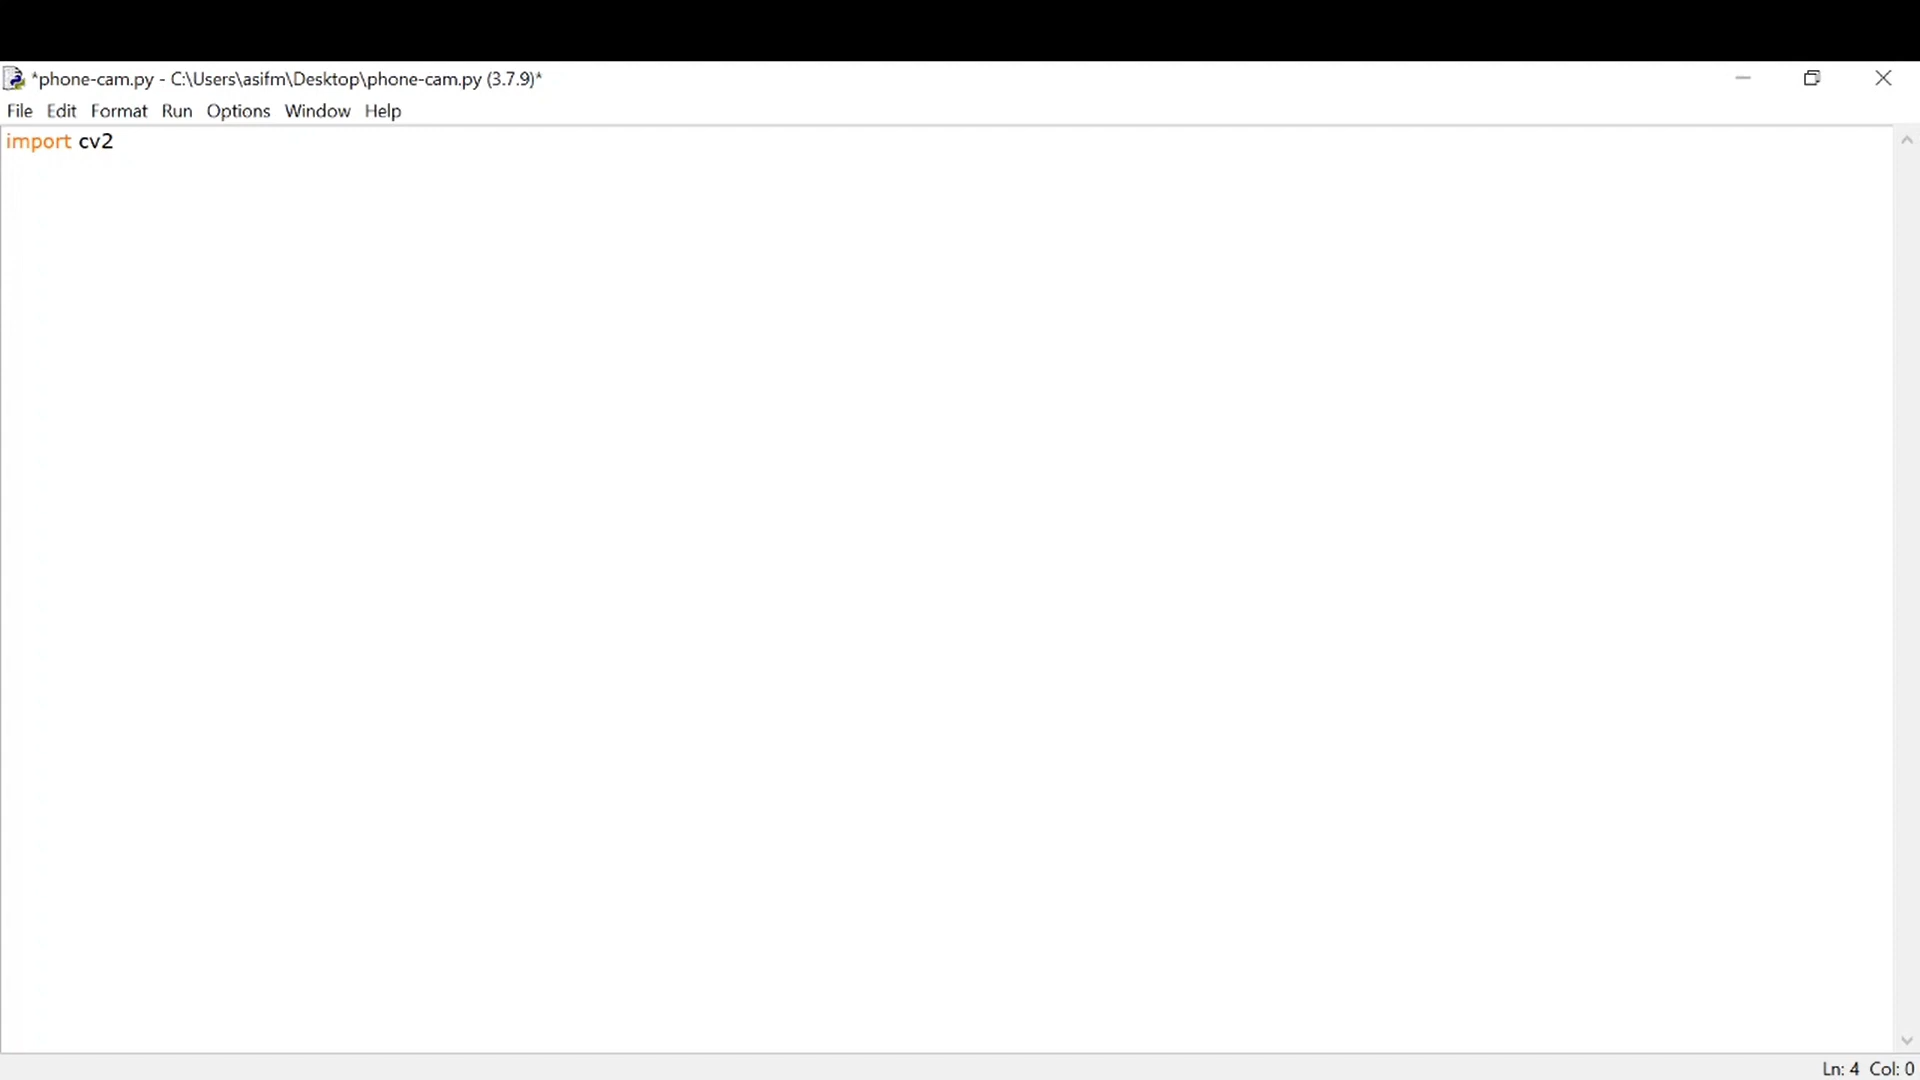 *phone-cam.py - C:\Users\asifm\Desktop\phone-cam.py (3.7.9)*
File Edit Format Run Options Window Help
import cv2
Ln: 4 Col: 0